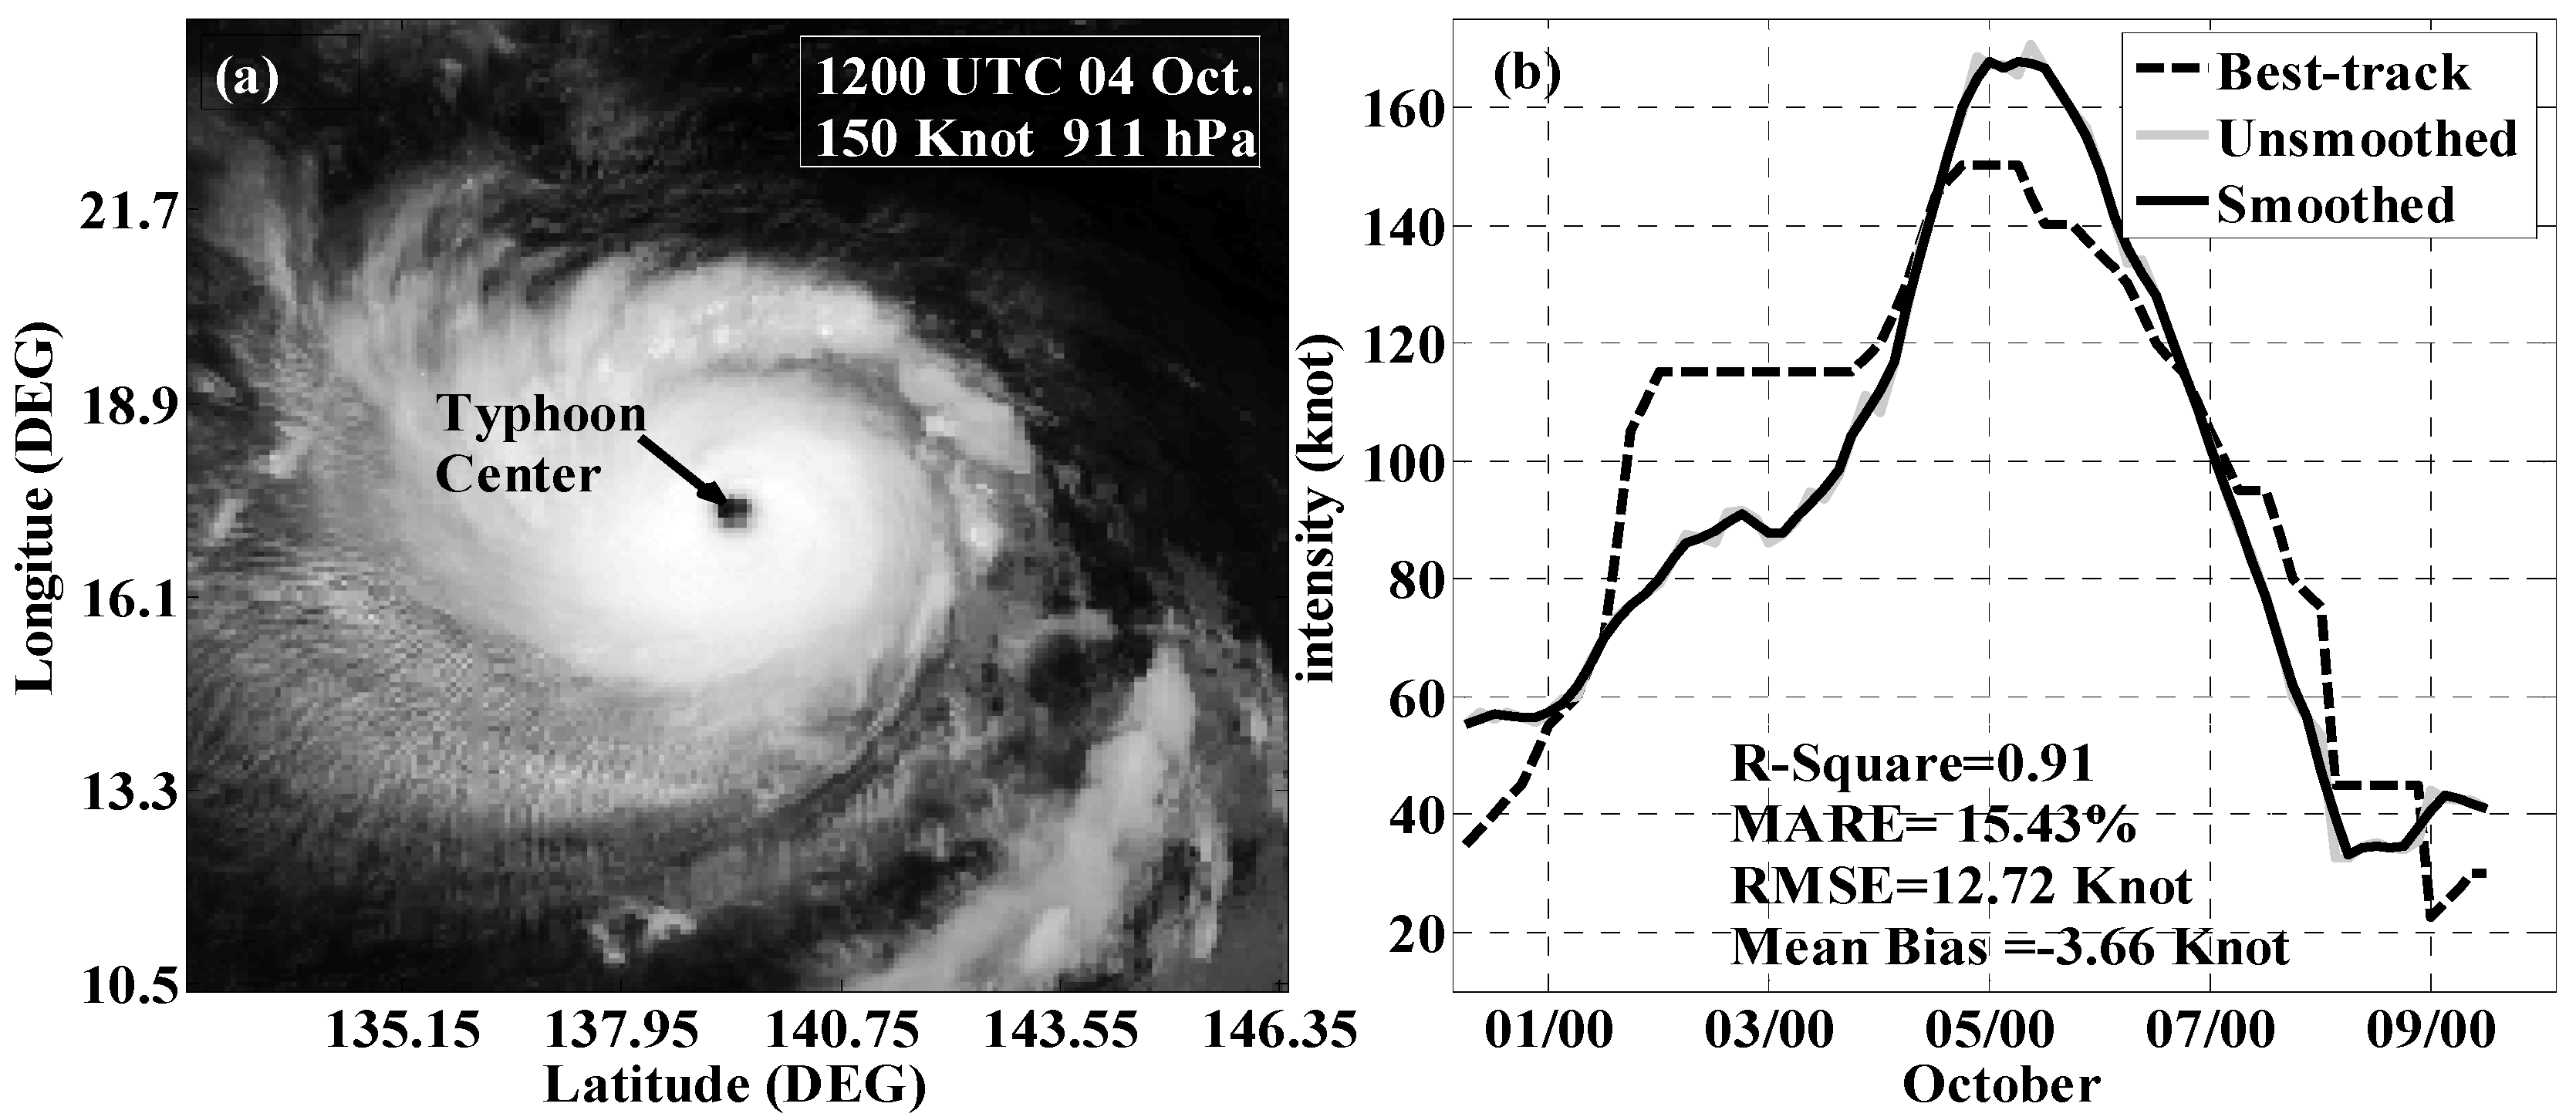 (a)
1200 UTC 04 Oct.
150 Knot 911 hPa
Typhoon
Center
21.7
18.9
16.1
13.3
10.5
Longitue (DEG)
135.15 137.95 140.75 143.55 146.35
Latitude (DEG)
(b)
Best-track
Unsmoothed
Smoothed
160
140
120
100
80
60
40
20
intensity (knot)
R-Square=0.91
MARE= 15.43%
RMSE=12.72 Knot
Mean Bias =-3.66 Knot
01/00 03/00 05/00 07/00 09/00
October